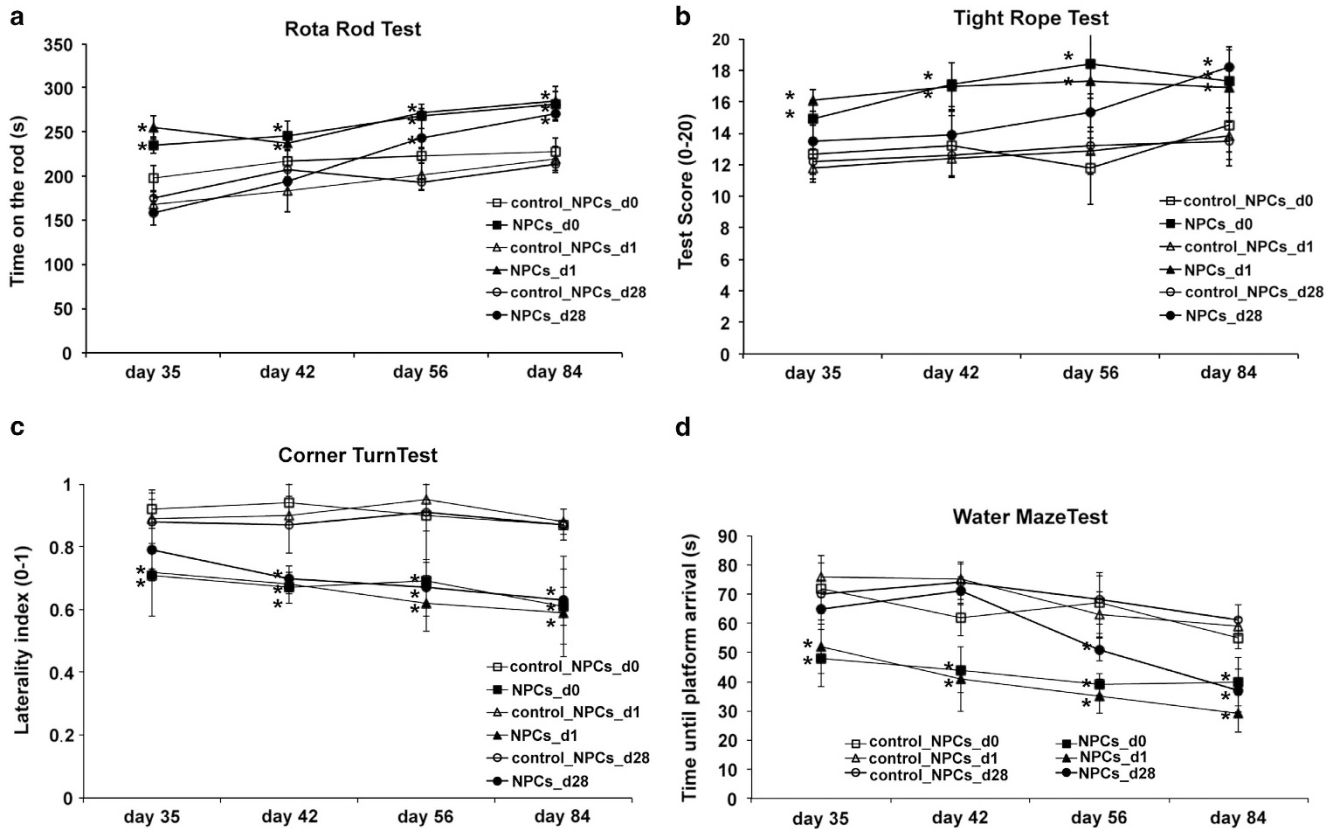 a
Rota Rod Test
Time on the rod (s)
350
300
250
200
150
100
50
0
* * * *
* * * *
* *
control_NPCs_d0
NPCs_d0
control_NPCs_d1
NPCs_d1
control_NPCs_d28
NPCs_d28
day 35 day 42 day 56 day 84
b
Tight Rope Test
Test Score (0-20)
20
18
16
14
12
10
8
6
4
2
0
* * * *
* * * *
*
control_NPCs_d0
NPCs_d0
control_NPCs_d1
NPCs_d1
control_NPCs_d28
NPCs_d28
day 35 day 42 day 56 day 84
c
Corner TurnTest
Laterality index (0-1)
1
0.8
0.6
0.4
0.2
0
* * * *
* * * *
* * *
control_NPCs_d0
NPCs_d0
control_NPCs_d1
NPCs_d1
control_NPCs_d28
NPCs_d28
day 35 day 42 day 56 day 84
d
Water MazeTest
Time until platform arrival (s)
90
80
70
60
50
40
30
20
10
0
* * * *
* * * *
* *
control_NPCs_d0 NPCs_d0
control_NPCs_d1 NPCs_d1
control_NPCs_d28 NPCs_d28
day 35 day 42 day 56 day 84